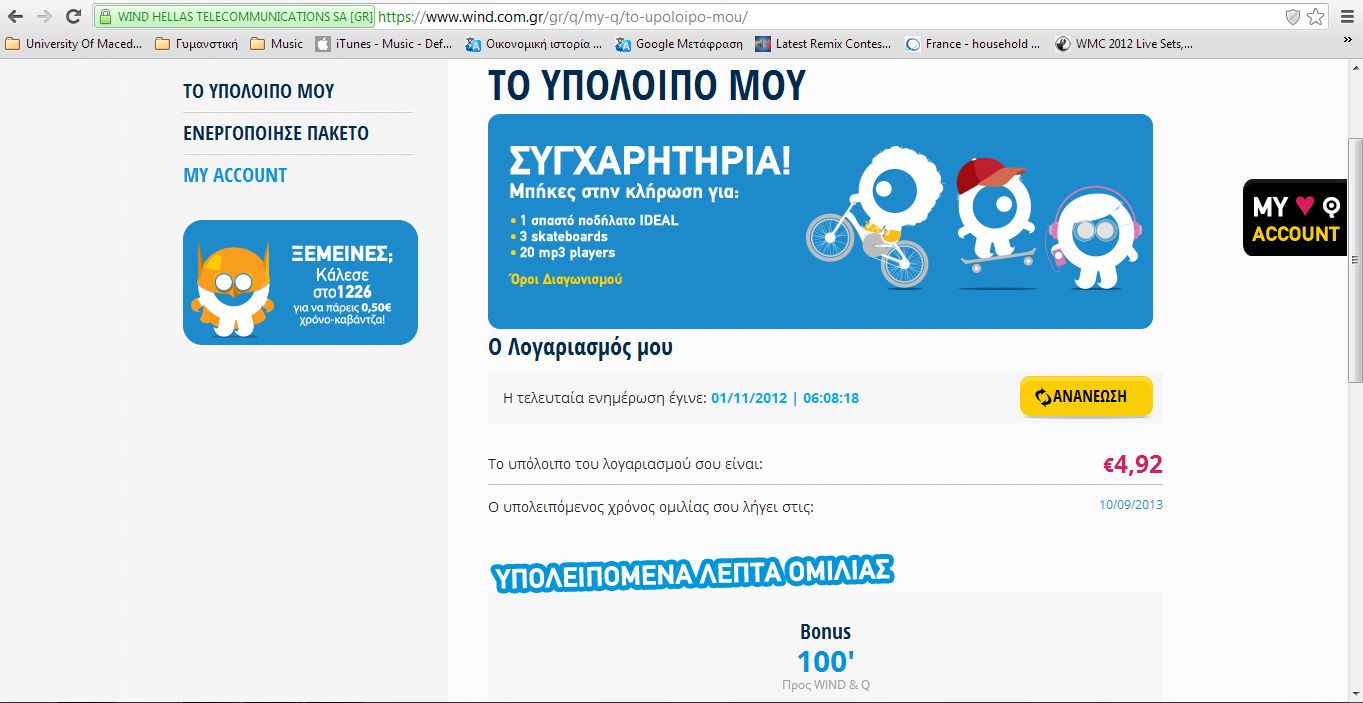 WIND HELLAS TELECOMMUNICATIONS SA [GR] https://www.wind.com.gr/gr/q/my-q/to-upoloipo-mou/
University Of Maced... Γυμαντική Music iTunes - Music - Def... Οικονομική ιστορία ... Google Μετάφραση Latest Remix Contes... France - household ... WMC 2012 Live Sets,... »
ΤΟ ΥΠΟΛΟΙΠΟ ΜΟΥ
ΕΝΕΡΓΟΠΟΙΗΣΕ ΠΑΚΕΤΟ
MY ACCOUNT
ΞΕΜΕΙΝΕΣ;
Κάλεσε
στο1226
για να πάρεις 0,50€
χρόνο-καβάντζα!
ΤΟ ΥΠΟΛΟΙΠΟ ΜΟΥ
ΣΥΓΧΑΡΗΤΗΡΙΑ!
Μπήκες στην κλήρωση για:
• 1 σπαστό ποδήλατο IDEAL
• 3 skateboards
• 20 mp3 players
Όροι Διαγωνισμού
MY ♥ Q
ACCOUNT
Ο Λογαριασμός μου
Η τελευταία ενημέρωση έγινε: 01/11/2012 | 06:08:18
ΑΝΑΝΕΩΣΗ
Το υπόλοιπο του λογαριασμού σου είναι: €4,92
Ο υπολειπόμενος χρόνος ομιλίας σου λήγει στις: 10/09/2013
ΥΠΟΛΕΙΠΟΜΕΝΑ ΛΕΠΤΑ ΟΜΙΛΙΑΣ
Bonus
100'
Προς WIND & Q